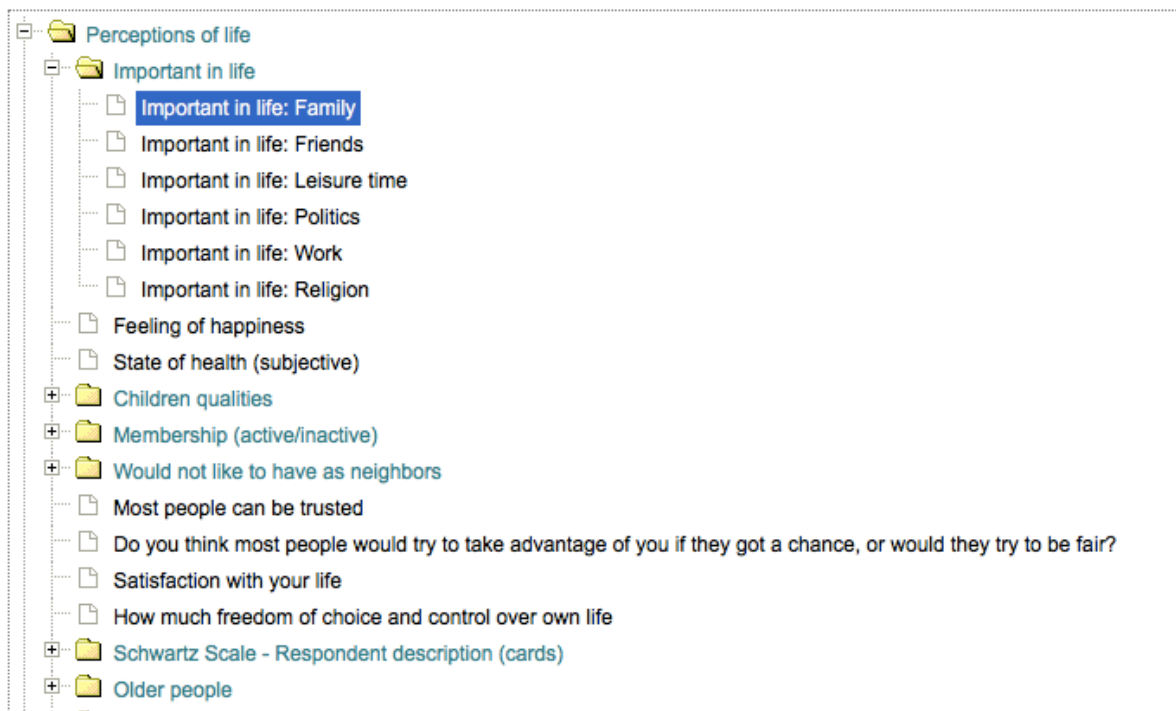 Perceptions of life
Important in life
Important in life: Family
Important in life: Friends
Important in life: Leisure time
Important in life: Politics
Important in life: Work
Important in life: Religion
Feeling of happiness
State of health (subjective)
Children qualities
Membership (active/inactive)
Would not like to have as neighbors
Most people can be trusted
Do you think most people would try to take advantage of you if they got a chance, or would they try to be fair?
Satisfaction with your life
How much freedom of choice and control over own life
Schwartz Scale - Respondent description (cards)
Older people